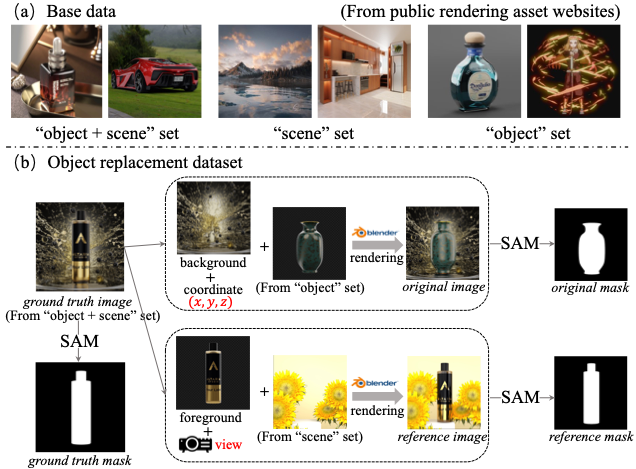 (a) Base data
(From public rendering asset websites)
“object + scene” set
“scene” set
“object” set
(b) Object replacement dataset
ground truth image
(From “object + scene” set)
SAM
ground truth mask
background
+
coordinate
(x, y, z)
+
(From “object” set)
blender
rendering
original image
SAM
original mask
foreground
+
view
+
(From “scene” set)
blender
rendering
reference image
SAM
reference mask